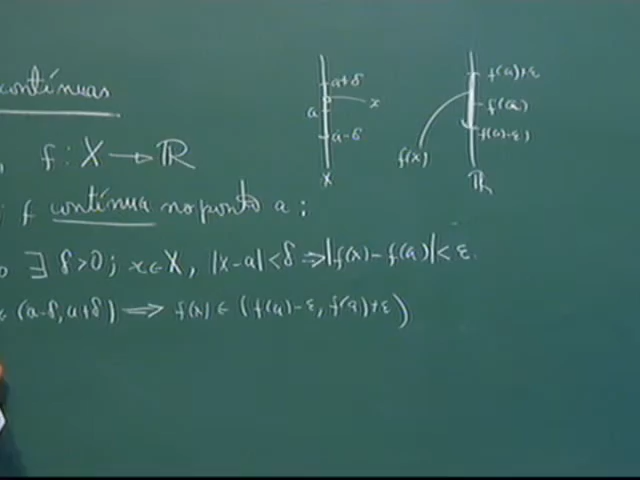 contínuas
, f : X → ℝ
; f contínua no ponto a :
o ∃ δ>0; x∈X, |x-a|<δ ⇒ |f(x)-f(a)|< ε.
∈ (a-δ, a+δ) ⟹ f(x) ∈ (f(a)-ε, f(a)+ε)
a+δ
a
x
a-δ
X
f(a)+ε
f(a)
f(a)-ε)
f(x)
ℝ